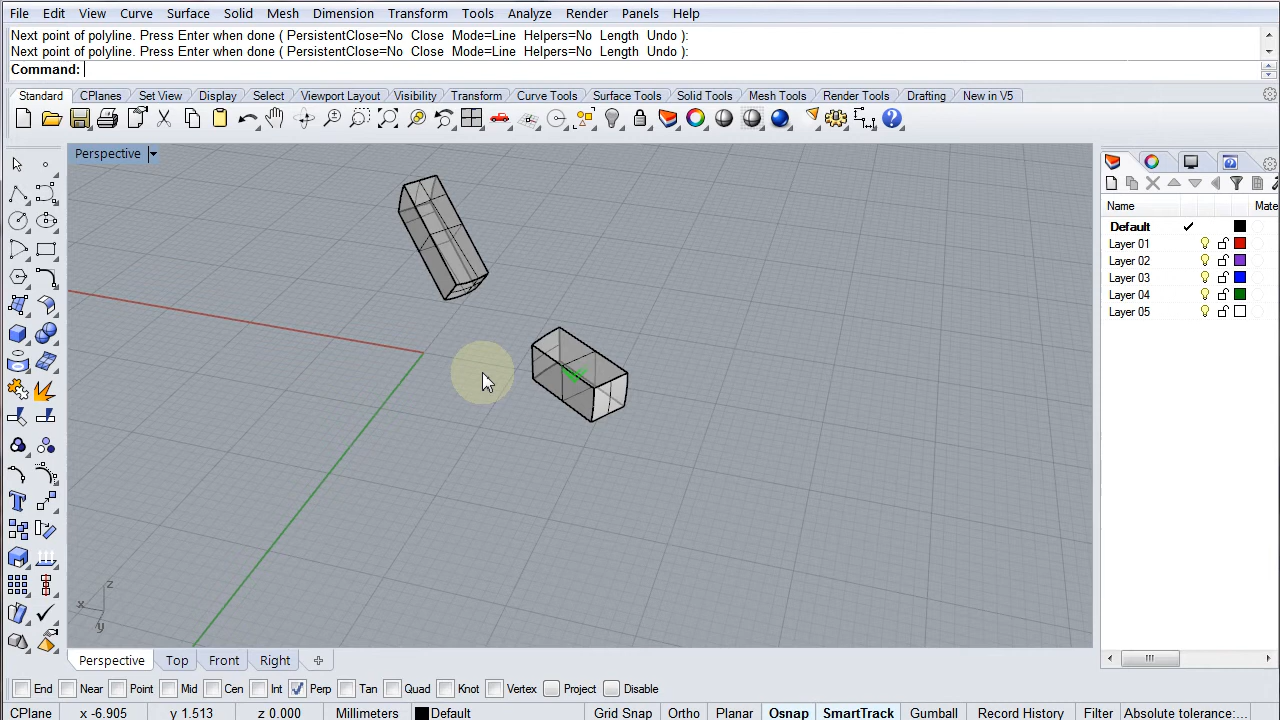 File Edit View Curve Surface Solid Mesh Dimension Transform Tools Analyze Render Panels Help
Next point of polyline. Press Enter when done ( PersistentClose=No Close Mode=Line Helpers=No Length Undo ):
Next point of polyline. Press Enter when done ( PersistentClose=No Close Mode=Line Helpers=No Length Undo ):
Command:
Standard CPlanes Set View Display Select Viewport Layout Visibility Transform Curve Tools Surface Tools Solid Tools Mesh Tools Render Tools Drafting New in V5
Perspective
Name Mate
Default
Layer 01
Layer 02
Layer 03
Layer 04
Layer 05
z
x
y
Perspective Top Front Right
End Near Point Mid Cen Int Perp Tan Quad Knot Vertex Project Disable
CPlane x -6.905 y 1.513 z 0.000 Millimeters Default Grid Snap Ortho Planar Osnap SmartTrack Gumball Record History Filter Absolute tolerance:...